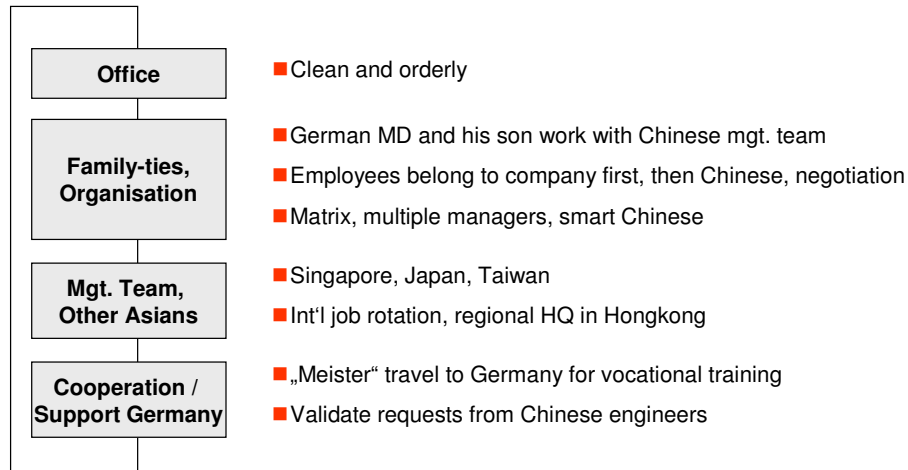 Office
Clean and orderly
Family-ties,
Organisation
German MD and his son work with Chinese mgt. team
Employees belong to company first, then Chinese, negotiation
Matrix, multiple managers, smart Chinese
Mgt. Team,
Other Asians
Singapore, Japan, Taiwan
Int‘l job rotation, regional HQ in Hongkong
Cooperation /
Support Germany
„Meister“ travel to Germany for vocational training
Validate requests from Chinese engineers